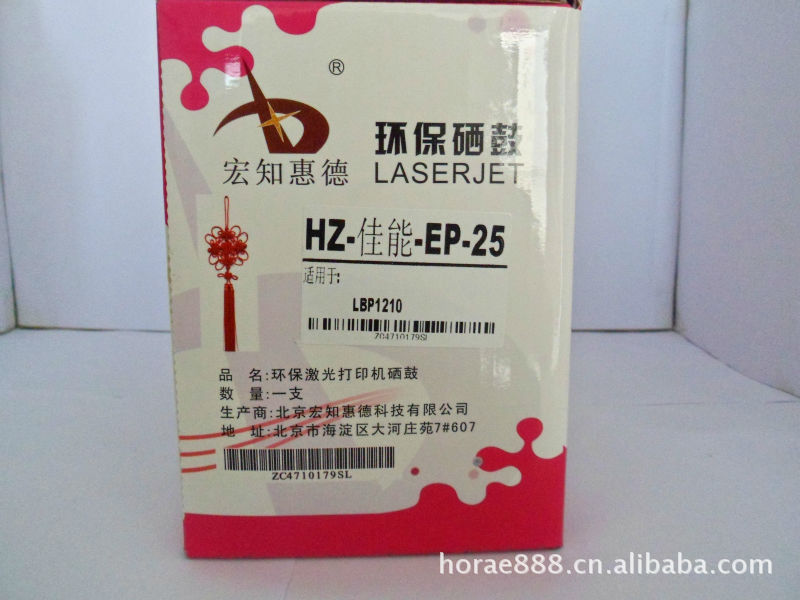 ®
环保硒鼓
宏知惠德 LASERJET
HZ-佳能-EP-25
适用于:
LBP1210
ZC4710179SL
品 名:环保激光打印机硒鼓
数 量:一支
生产商:北京宏知惠德科技有限公司
地 址:北京市海淀区大河庄苑7#607
ZC4710179SL
horae888.cn.alibaba.com